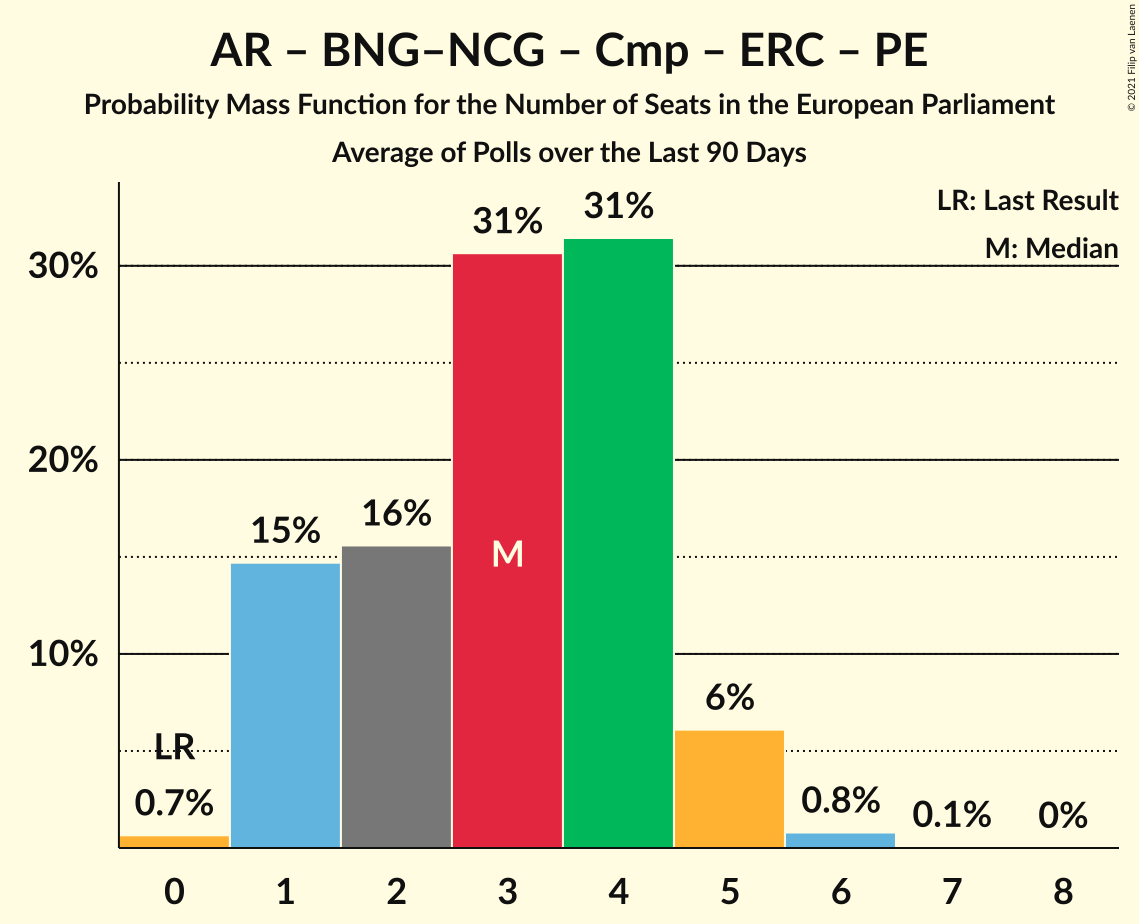 AR – BNG–NCG – Cmp – ERC – PE
Probability Mass Function for the Number of Seats in the European Parliament
Average of Polls over the Last 90 Days
© 2021 Filip van Laenen
LR: Last Result
M: Median
30%
20%
10%
LR
0.7%
15%
16%
31%
M
31%
6%
0.8%
0.1%
0%
0 1 2 3 4 5 6 7 8